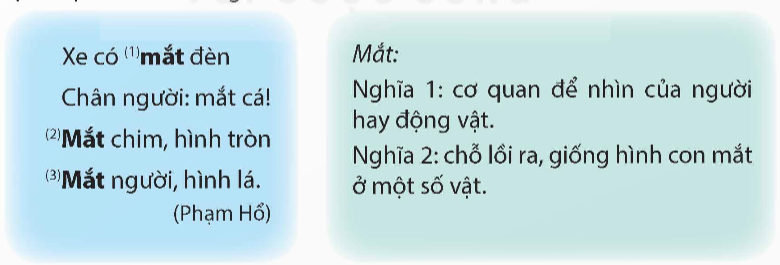 Xe có (1)mắt đèn
Chân người: mắt cá!
(2)Mắt chim, hình tròn
(3)Mắt người, hình lá.
(Phạm Hổ)
Mắt:
Nghĩa 1: cơ quan để nhìn của người
hay động vật.
Nghĩa 2: chỗ lồi ra, giống hình con mắt
ở một số vật.